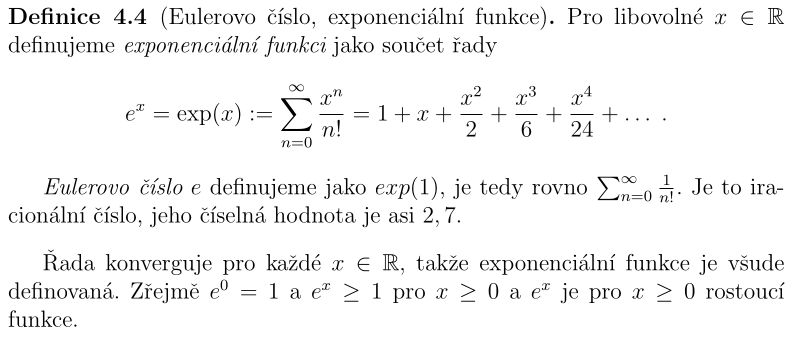 Definice 4.4 (Eulerovo číslo, exponenciální funkce). Pro libovolné x ∈ ℝ
definujeme exponenciální funkci jako součet řady
e^x = exp(x) := ∑_{n=0}^{∞} x^n/n! = 1 + x + x^2/2 + x^3/6 + x^4/24 + ... .
Eulerovo číslo e definujeme jako exp(1), je tedy rovno ∑_{n=0}^{∞} 1/n!. Je to ira-
cionální číslo, jeho číselná hodnota je asi 2, 7.
Řada konverguje pro každé x ∈ ℝ, takže exponenciální funkce je všude
definovaná. Zřejmě e^0 = 1 a e^x ≥ 1 pro x ≥ 0 a e^x je pro x ≥ 0 rostoucí
funkce.